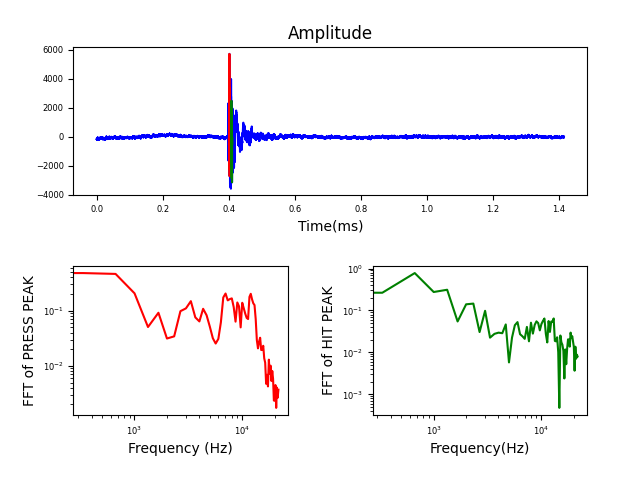 Amplitude
6000
4000
2000
0
−2000
−4000
0.0 0.2 0.4 0.6 0.8 1.0 1.2 1.4
Time(ms)
FFT of PRESS PEAK
10⁻¹
10⁻²
10³ 10⁴
Frequency (Hz)
FFT of HIT PEAK
10⁰
10⁻¹
10⁻²
10⁻³
10³ 10⁴
Frequency(Hz)